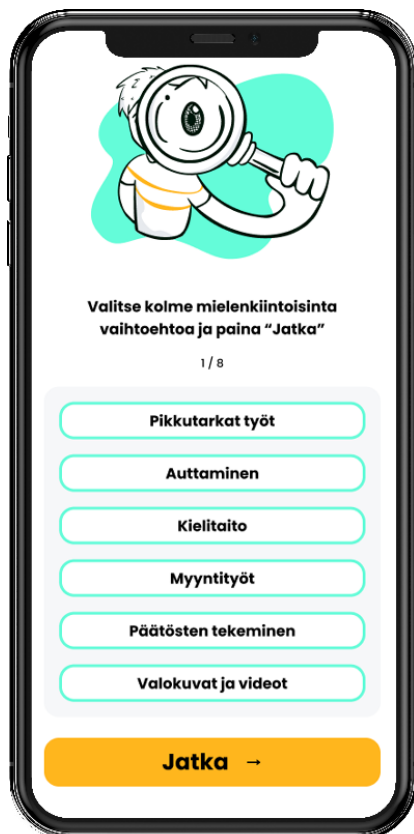 Valitse kolme mielenkiintoisinta
vaihtoehtoa ja paina “Jatka”
1 / 8
Pikkutarkat työt
Auttaminen
Kielitaito
Myyntityöt
Päätösten tekeminen
Valokuvat ja videot
Jatka →